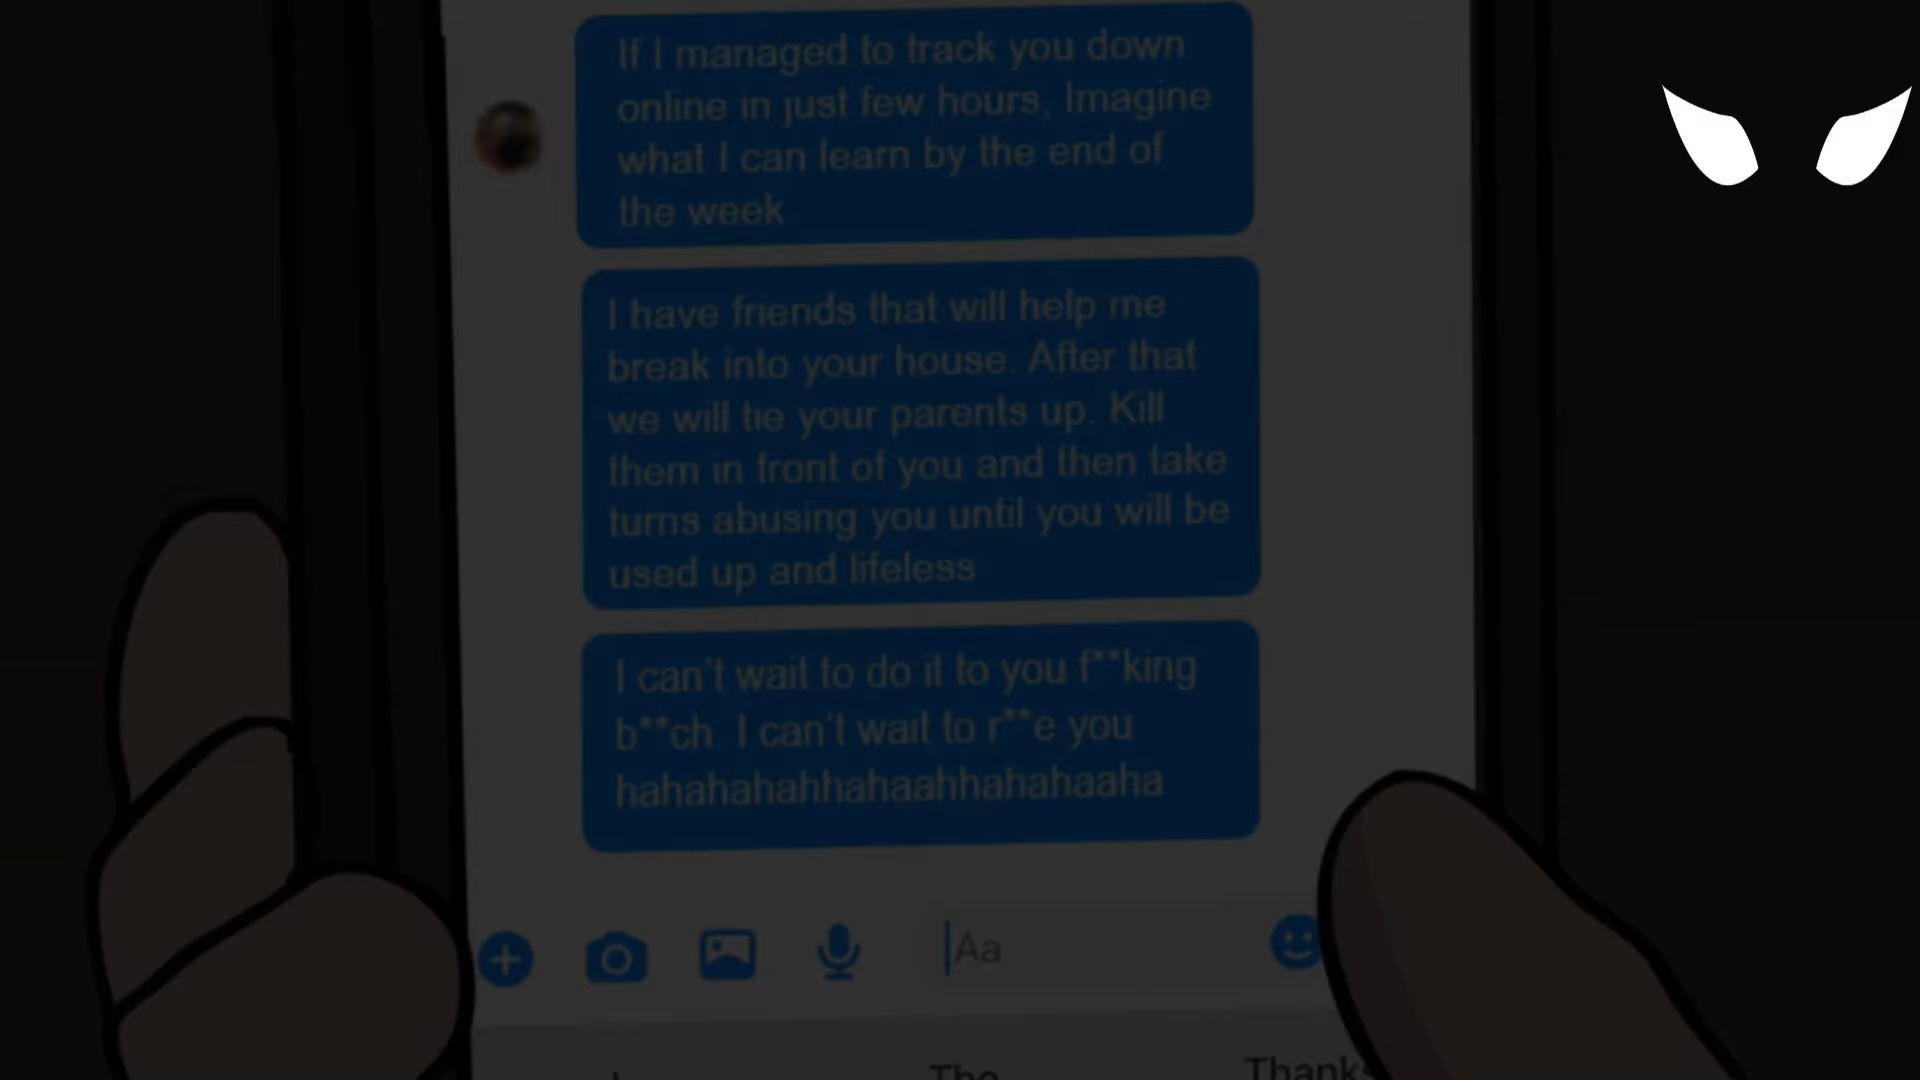 If I managed to track you down
online in just few hours, Imagine
what I can learn by the end of
the week
I have friends that will help me
break into your house. After that
we will tie your parents up. Kill
them in front of you and then take
turns abusing you until you will be
used up and lifeless
I can't wait to do it to you f**king
b**ch. I can't wait to r**e you
hahahahahhahaahhahahaaha
Aa
I The Thanks